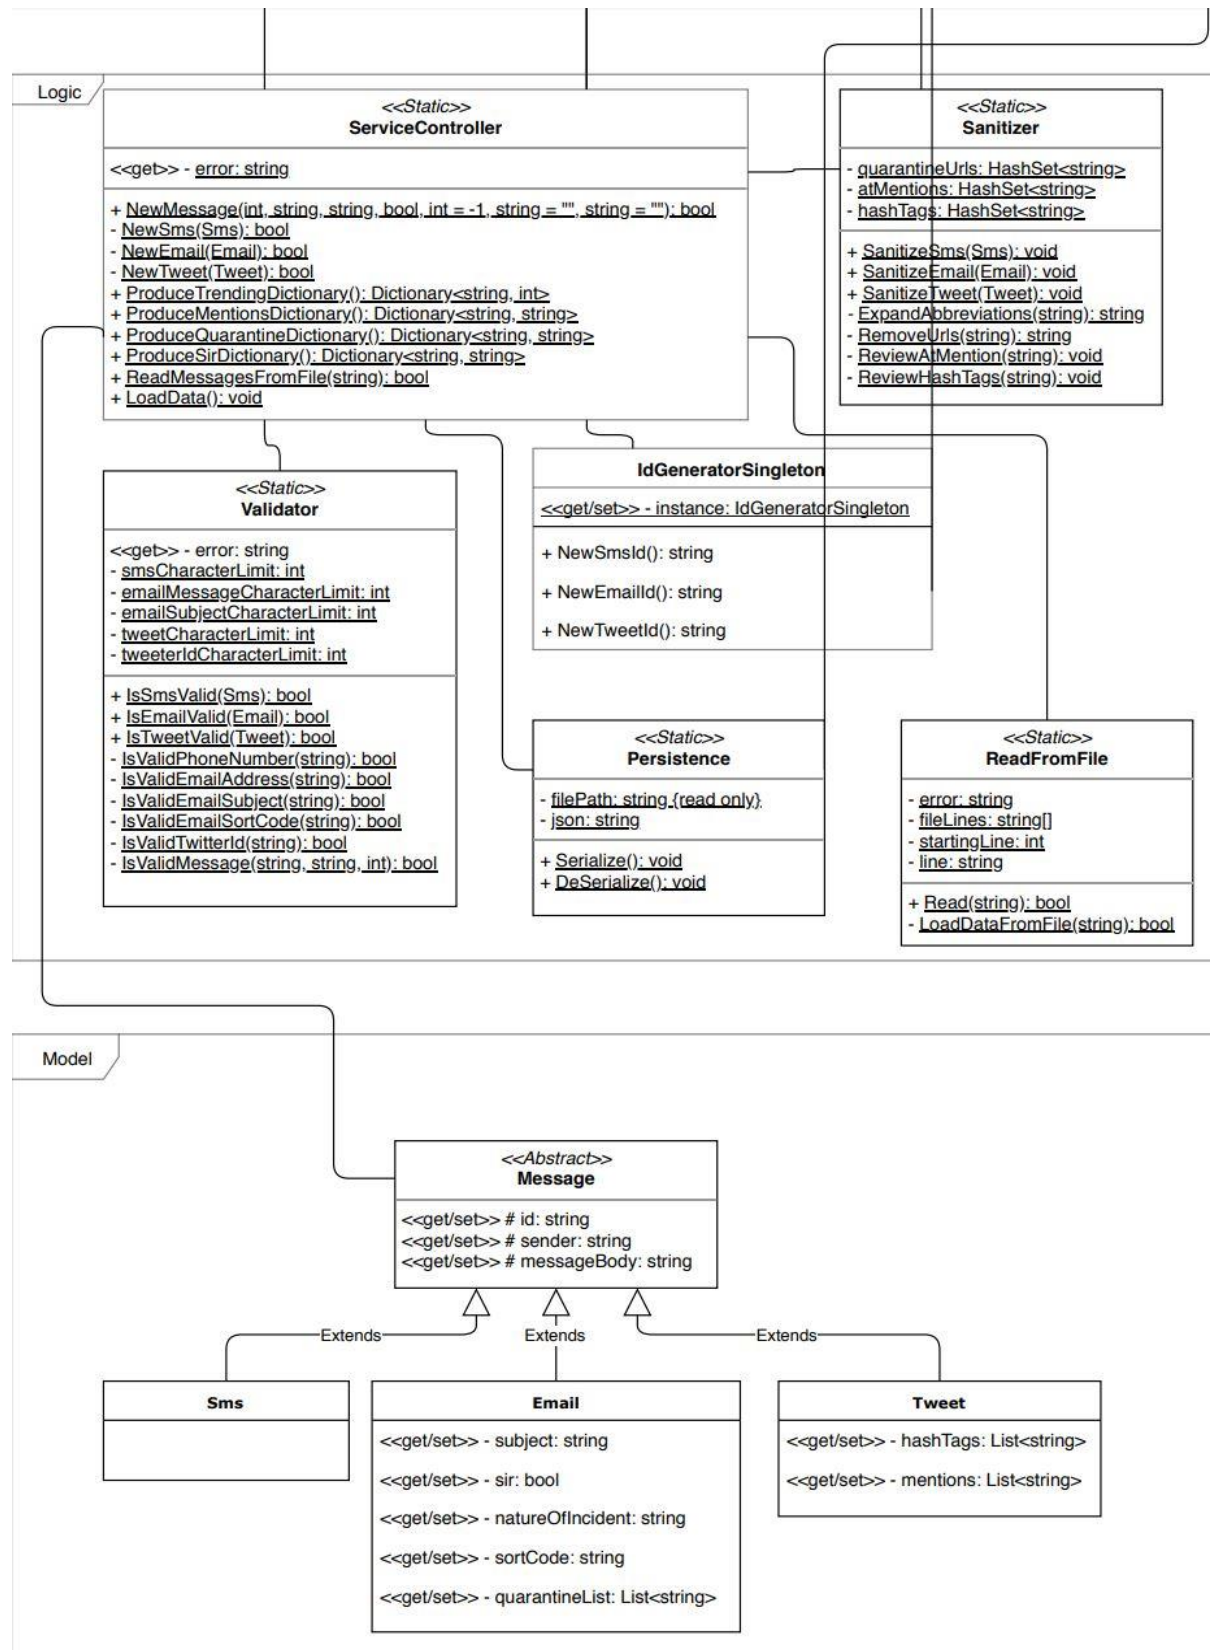 Logic
<<Static>>
ServiceController
<<get>> - error: string
+ NewMessage(int, string, string, bool, int = -1, string = "", string = ""): bool
- NewSms(Sms): bool
- NewEmail(Email): bool
- NewTweet(Tweet): bool
+ ProduceTrendingDictionary(): Dictionary<string, int>
+ ProduceMentionsDictionary(): Dictionary<string, string>
+ ProduceQuarantineDictionary(): Dictionary<string, string>
+ ProduceSirDictionary(): Dictionary<string, string>
+ ReadMessagesFromFile(string): bool
+ LoadData(): void
<<Static>>
Sanitizer
- quarantineUrls: HashSet<string>
- atMentions: HashSet<string>
- hashTags: HashSet<string>
+ SanitizeSms(Sms): void
+ SanitizeEmail(Email): void
+ SanitizeTweet(Tweet): void
- ExpandAbbreviations(string): string
- RemoveUrls(string): string
- ReviewAtMention(string): void
- ReviewHashTags(string): void
<<Static>>
Validator
<<get>> - error: string
- smsCharacterLimit: int
- emailMessageCharacterLimit: int
- emailSubjectCharacterLimit: int
- tweetCharacterLimit: int
- tweeterIdCharacterLimit: int
+ IsSmsValid(Sms): bool
+ IsEmailValid(Email): bool
+ IsTweetValid(Tweet): bool
- IsValidPhoneNumber(string): bool
- IsValidEmailAddress(string): bool
- IsValidEmailSubject(string): bool
- IsValidEmailSortCode(string): bool
- IsValidTwitterId(string): bool
- IsValidMessage(string, string, int): bool
IdGeneratorSingleton
<<get/set>> - instance: IdGeneratorSingleton
+ NewSmsId(): string
+ NewEmailId(): string
+ NewTweetId(): string
<<Static>>
Persistence
- filePath: string {read only}
- json: string
+ Serialize(): void
+ DeSerialize(): void
<<Static>>
ReadFromFile
- error: string
- fileLines: string[]
- startingLine: int
- line: string
+ Read(string): bool
- LoadDataFromFile(string): bool
Model
<<Abstract>>
Message
<<get/set>> # id: string
<<get/set>> # sender: string
<<get/set>> # messageBody: string
Extends
Extends
Extends
Sms
Email
<<get/set>> - subject: string
<<get/set>> - sir: bool
<<get/set>> - natureOfIncident: string
<<get/set>> - sortCode: string
<<get/set>> - quarantineList: List<string>
Tweet
<<get/set>> - hashTags: List<string>
<<get/set>> - mentions: List<string>